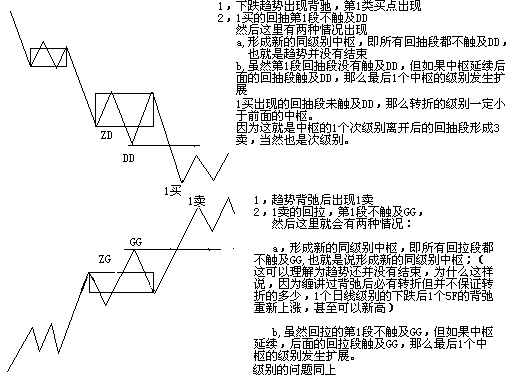 1，下跌趋势出现背驰，第1类买点出现
2，1买的回抽第1段不触及DD
然后这里有两种情况出现
a,形成新的同级别中枢，即所有回抽段都不触及DD，
也就是趋势并没有结束
b,虽然第1段回抽段没有触及DD，但如果中枢延续后
面的回抽段触及DD，那么最后1个中枢的级别发生扩
展
1买出现的回抽段未触及DD，那么转折的级别一定小
于前面的中枢。
因为这就是中枢的1个次级别离开后的回抽段形成3
卖，当然也是次级别。
ZD
DD
1买
1卖
GG
ZG
1，趋势背弛后出现1卖
2，1卖的回拉，第1段不触及GG，
然后这里就会有两种情况：
a,形成新的同级别中枢，即所有回拉段都
不触及GG,也就是说形成新的同级别中枢；（
这可以理解为趋势还并没有结束，为什么这样
说，因为缠讲过背弛后必有转折但并不保证转
折的多少，1个日线级别的下跌后1个5F的背弛
重新上涨，甚至可以新高）
b,虽然回拉的第1段不触及GG,但如果中枢
延续，后面的回拉段触及GG，那么最后1个中
枢的级别发生扩展。
级别的问题同上